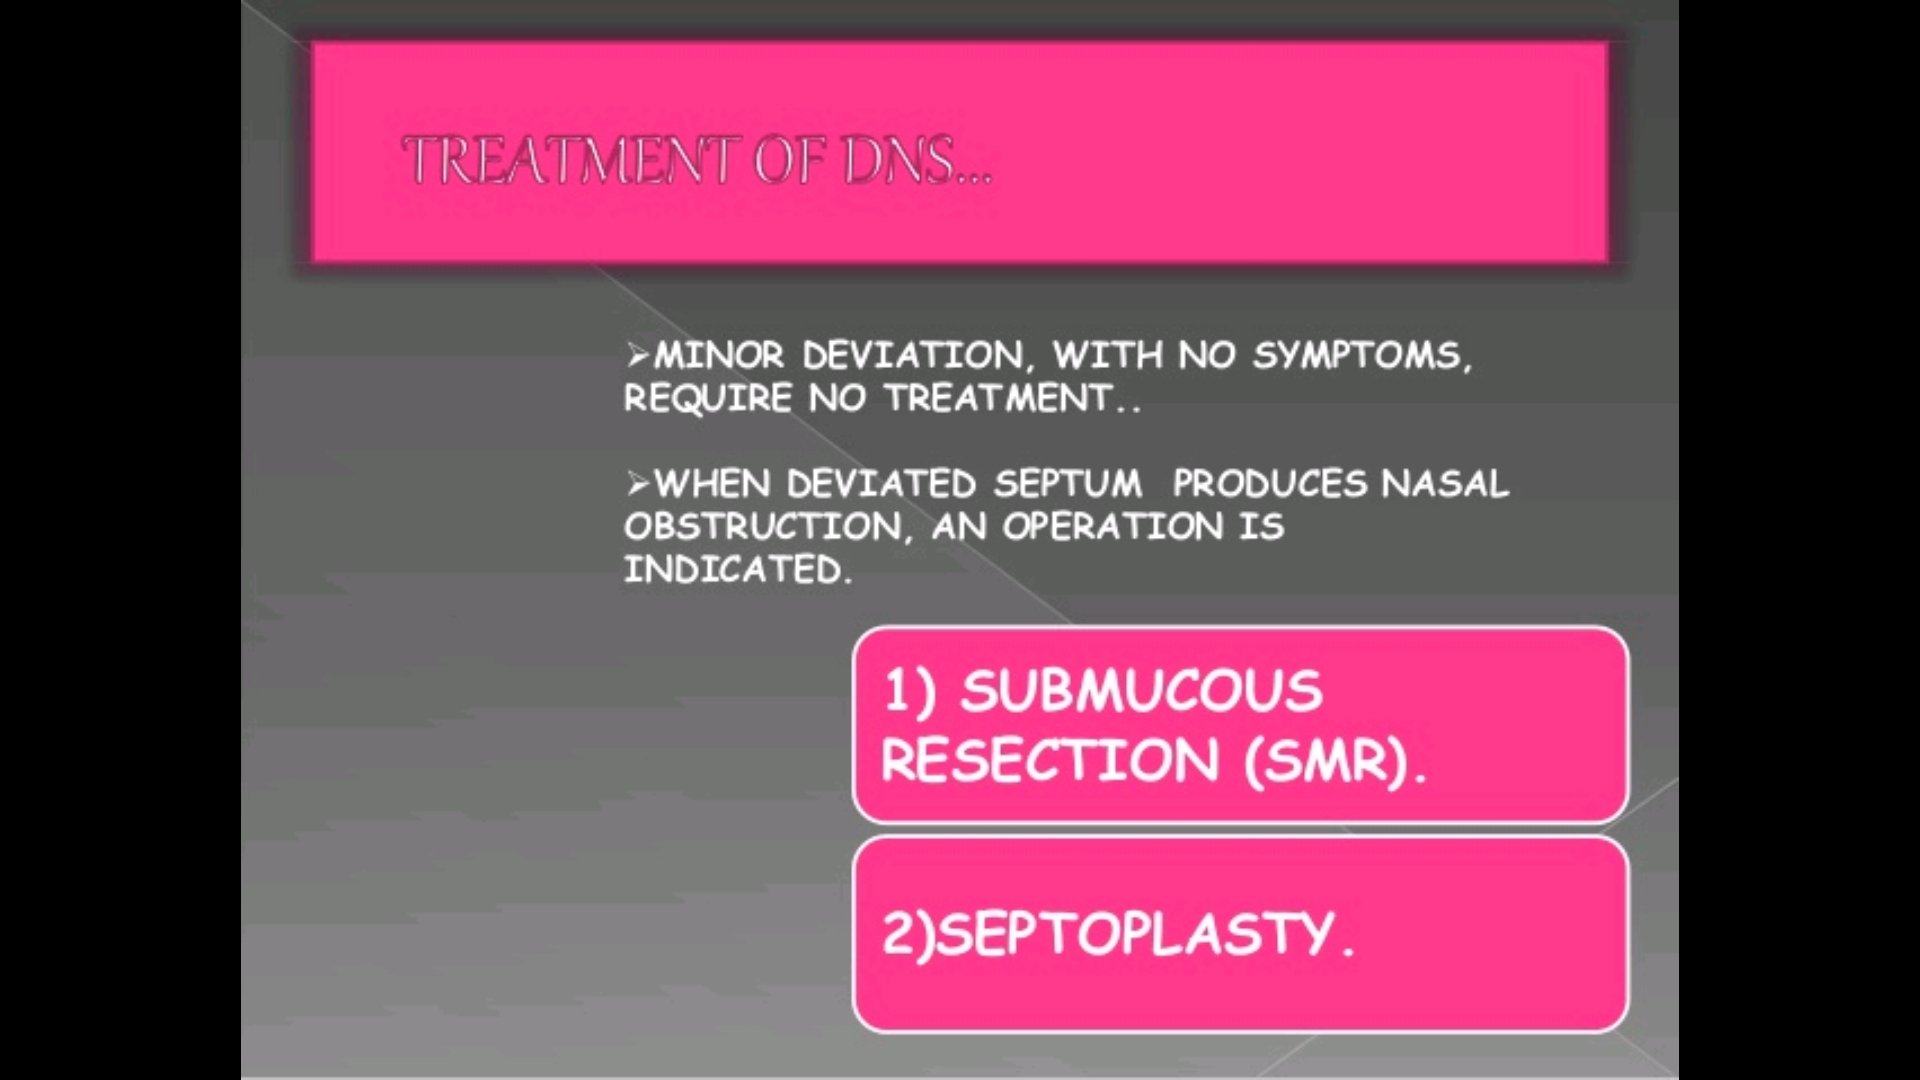 TREATMENT OF DNS...
➢MINOR DEVIATION, WITH NO SYMPTOMS,
REQUIRE NO TREATMENT..
➢WHEN DEVIATED SEPTUM  PRODUCES NASAL
OBSTRUCTION, AN OPERATION IS
INDICATED.
1) SUBMUCOUS
RESECTION (SMR).
2)SEPTOPLASTY.